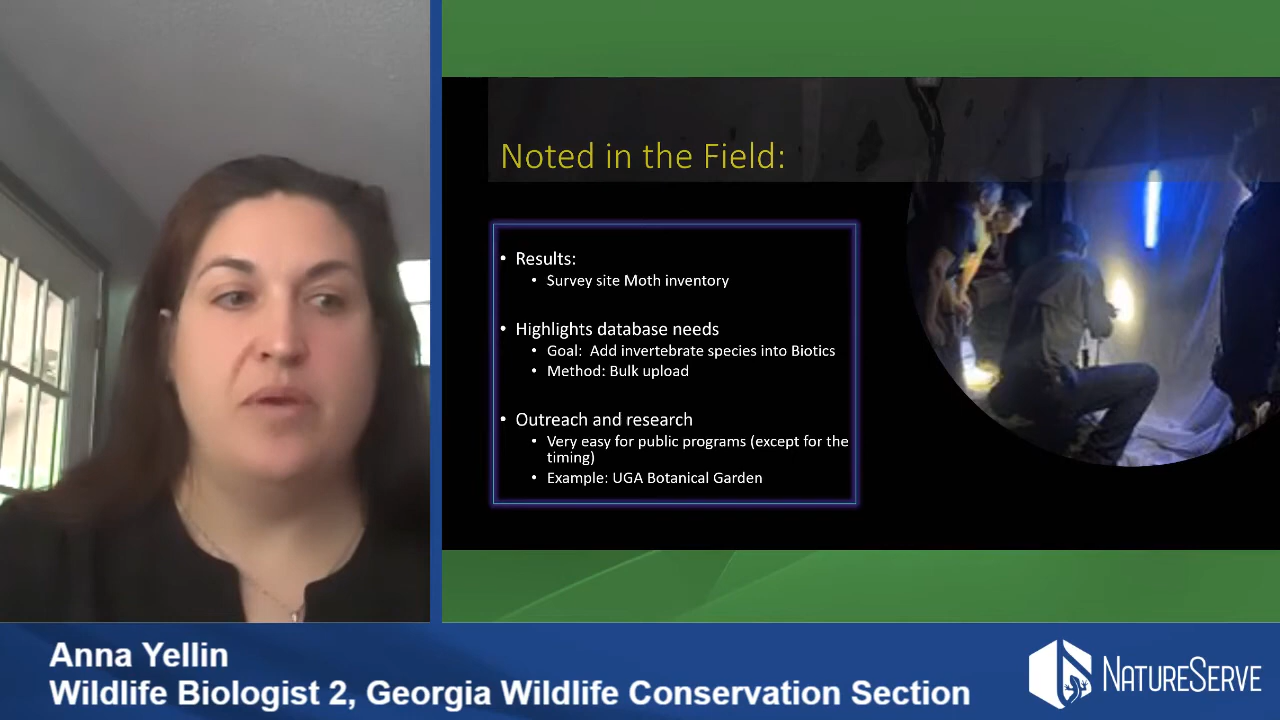 Noted in the Field:
• Results:
• Survey site Moth inventory
• Highlights database needs
• Goal: Add invertebrate species into Biotics
• Method: Bulk upload
• Outreach and research
• Very easy for public programs (except for the
timing)
• Example: UGA Botanical Garden
Anna Yellin
Wildlife Biologist 2, Georgia Wildlife Conservation Section
NATURESERVE